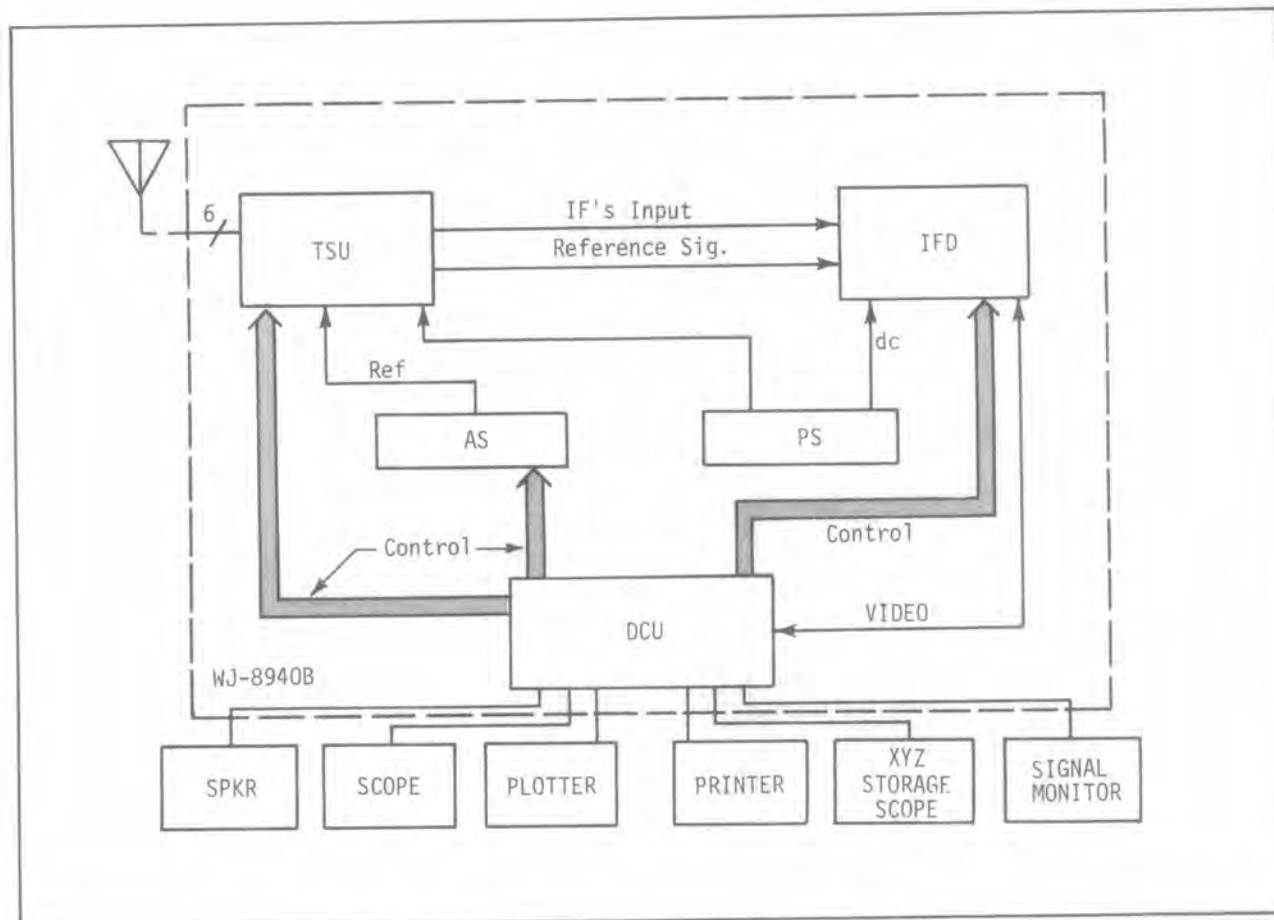 6
TSU
IF's Input
Reference Sig.
IFD
Ref
dc
AS
PS
Control
Control
DCU
VIDEO
WJ-8940B
SPKR
SCOPE
PLOTTER
PRINTER
XYZ
STORAGE
SCOPE
SIGNAL
MONITOR